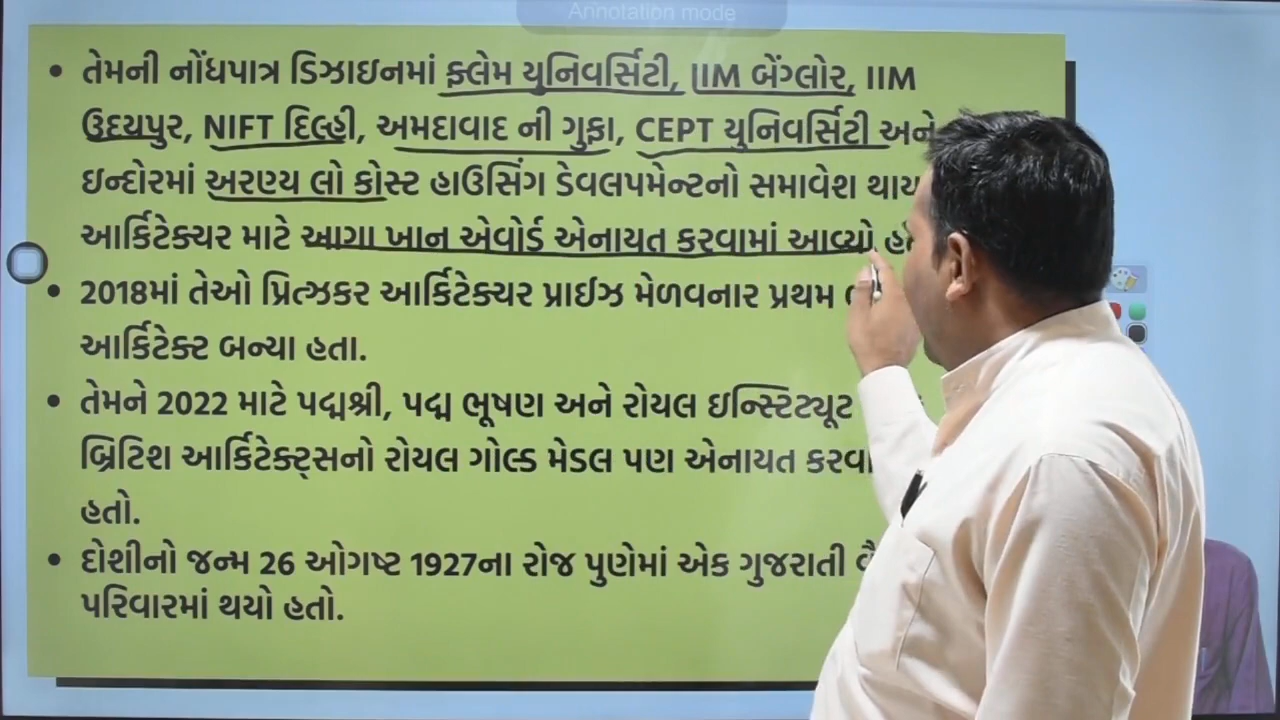 Annotation mode
• તેમની નોંધપાત્ર ડિઝાઇનમાં ફ્લેમ યુનિવર્સિટી, IIM બેંગ્લોર, IIM
ઉદયપુર, NIFT દિલ્હી, અમદાવાદ ની ગુફા, CEPT યુનિવર્સિટી અને
ઇન્દોરમાં અરણ્ય લો કોસ્ટ હાઉસિંગ ડેવલપમેન્ટનો સમાવેશ થાય
આર્કિટેક્ચર માટે આગા ખાન એવોર્ડ એનાયત કરવામાં આવ્યો
• 2018માં તેઓ પ્રિત્ઝકર આર્કિટેક્ચર પ્રાઈઝ મેળવનાર પ્રથમ
આર્કિટેક્ટ બન્યા હતા.
• તેમને 2022 માટે પદ્મશ્રી, પદ્મ ભૂષણ અને રોયલ ઇન્સ્ટિટ્યૂટ
બ્રિટિશ આર્કિટેક્ટ્સનો રોયલ ગોલ્ડ મેડલ પણ એનાયત
હતો.
• દોશીનો જન્મ 26 ઓગષ્ટ 1927ના રોજ પુણેમાં એક ગુજરાતી
પરિવારમાં થયો હતો.